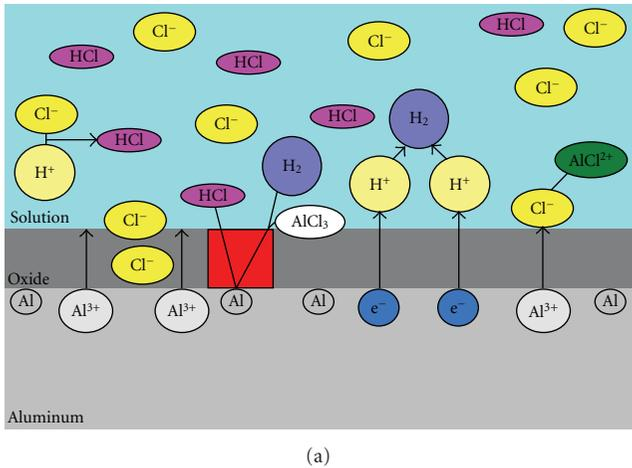 Cl⁻
HCl
HCl
Cl⁻
HCl
Cl⁻
Cl⁻
Cl⁻
HCl
H⁺
Cl⁻
HCl
H₂
H₂
HCl
H⁺
H⁺
AlCl²⁺
Cl⁻
Solution
Cl⁻
AlCl₃
Cl⁻
Oxide
Al
Al³⁺
Al³⁺
Al
Al
e⁻
e⁻
Al³⁺
Al
Aluminum
(a)